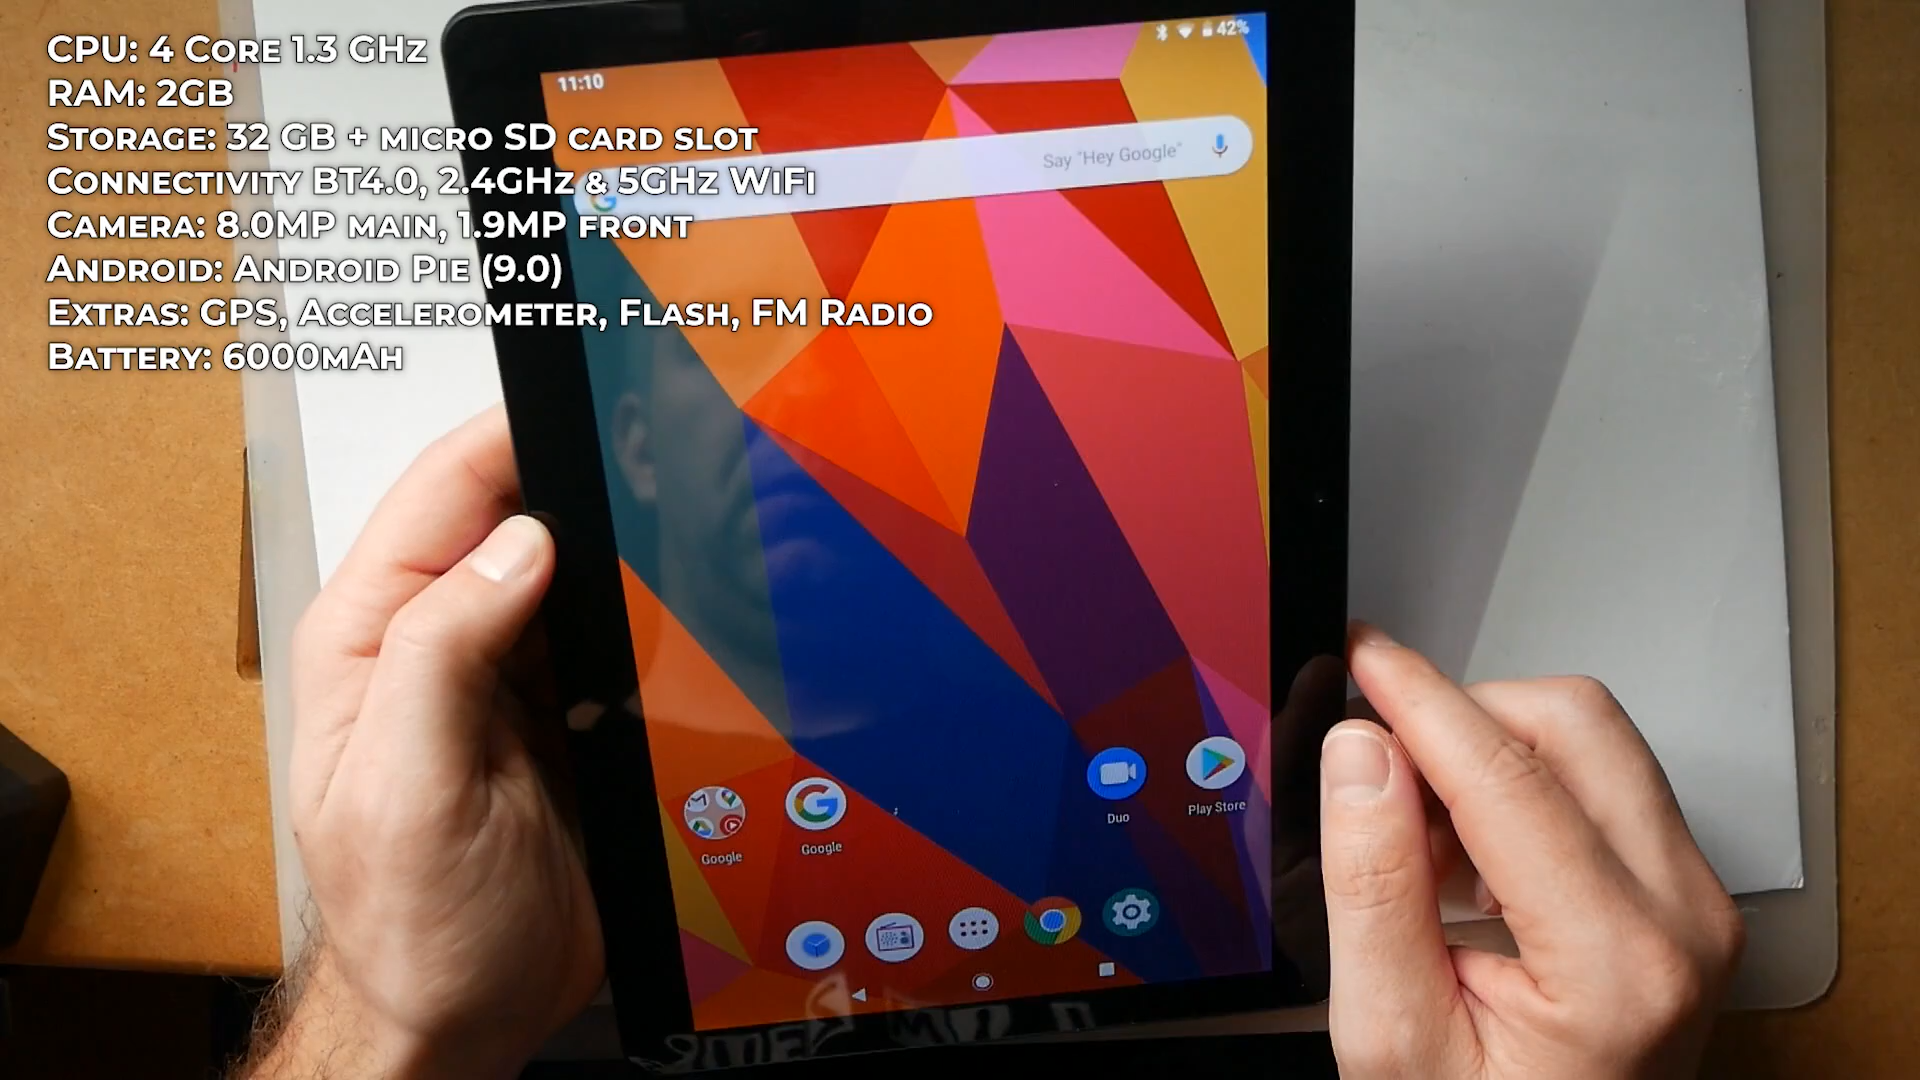 CPU: 4 Core 1.3 GHz
RAM: 2GB
Storage: 32 GB + micro SD card slot
Connectivity BT4.0, 2.4GHz & 5GHz WiFi
Camera: 8.0MP main, 1.9MP front
Android: Android Pie (9.0)
Extras: GPS, Accelerometer, Flash, FM Radio
Battery: 6000mAh
42%
11:10
Say "Hey Google"
Duo
Play Store
Google
Google